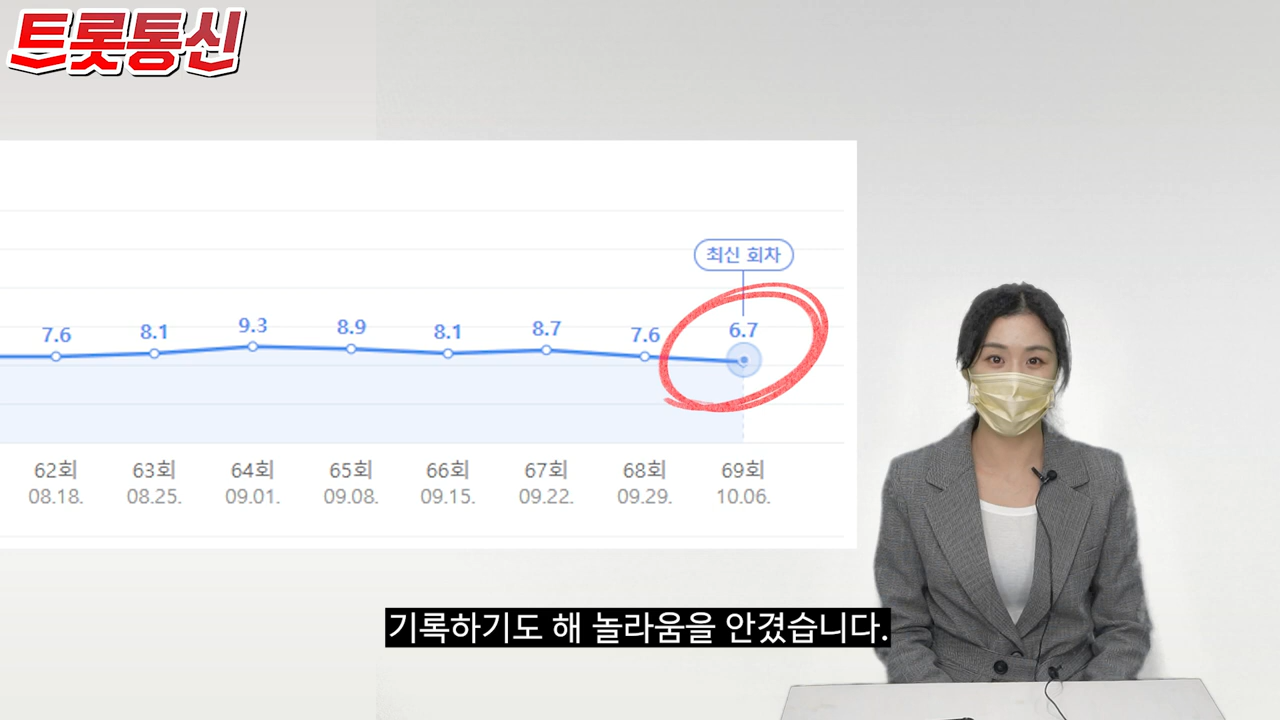 트롯통신
최신 회차
7.6 8.1 9.3 8.9 8.1 8.7 7.6 6.7
62회 63회 64회 65회 66회 67회 68회 69회
08.18. 08.25. 09.01. 09.08. 09.15. 09.22. 09.29. 10.06.
기록하기도 해 놀라움을 안겼습니다.